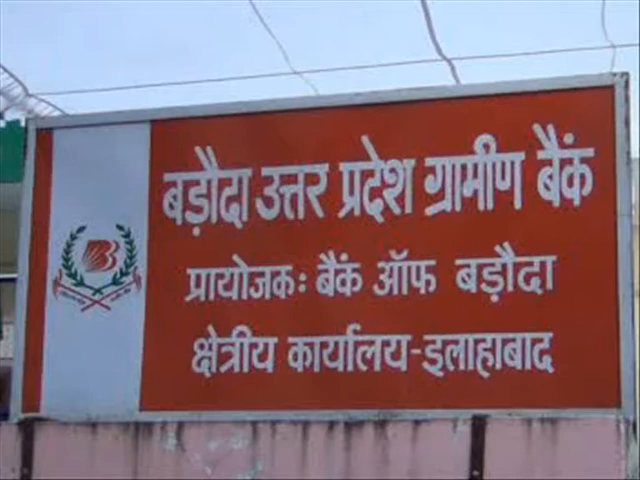 बड़ौदा उत्तर प्रदेश ग्रामीण बैंक
प्रायोजक: बैंक ऑफ बड़ौदा
क्षेत्रीय कार्यालय-इलाहाबाद